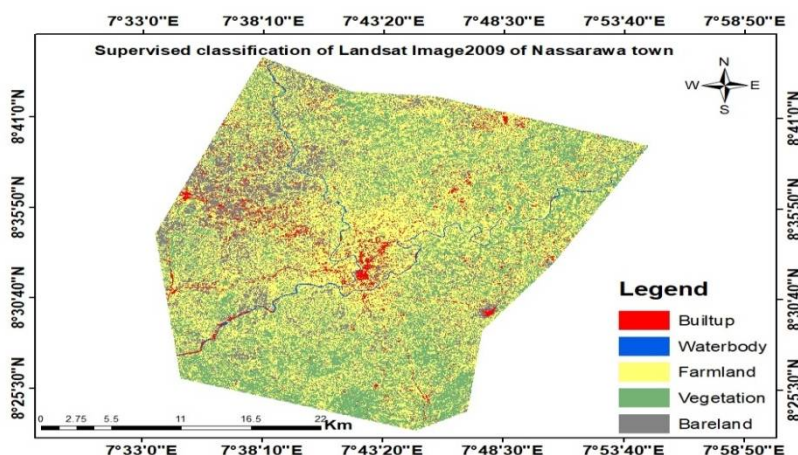 7°33'0"E 7°38'10"E 7°43'20"E 7°48'30"E 7°53'40"E 7°58'50"E
Supervised classification of Landsat Image2009 of Nassarawa town
N
W E
S
8°41'0"N 8°41'0"N
8°35'50"N 8°35'50"N
8°30'40"N 8°30'40"N
8°25'30"N 8°25'30"N
Legend
Builtup
Waterbody
Farmland
Vegetation
Bareland
0 2.75 5.5 11 16.5 22
Km
7°33'0"E 7°38'10"E 7°43'20"E 7°48'30"E 7°53'40"E 7°58'50"E